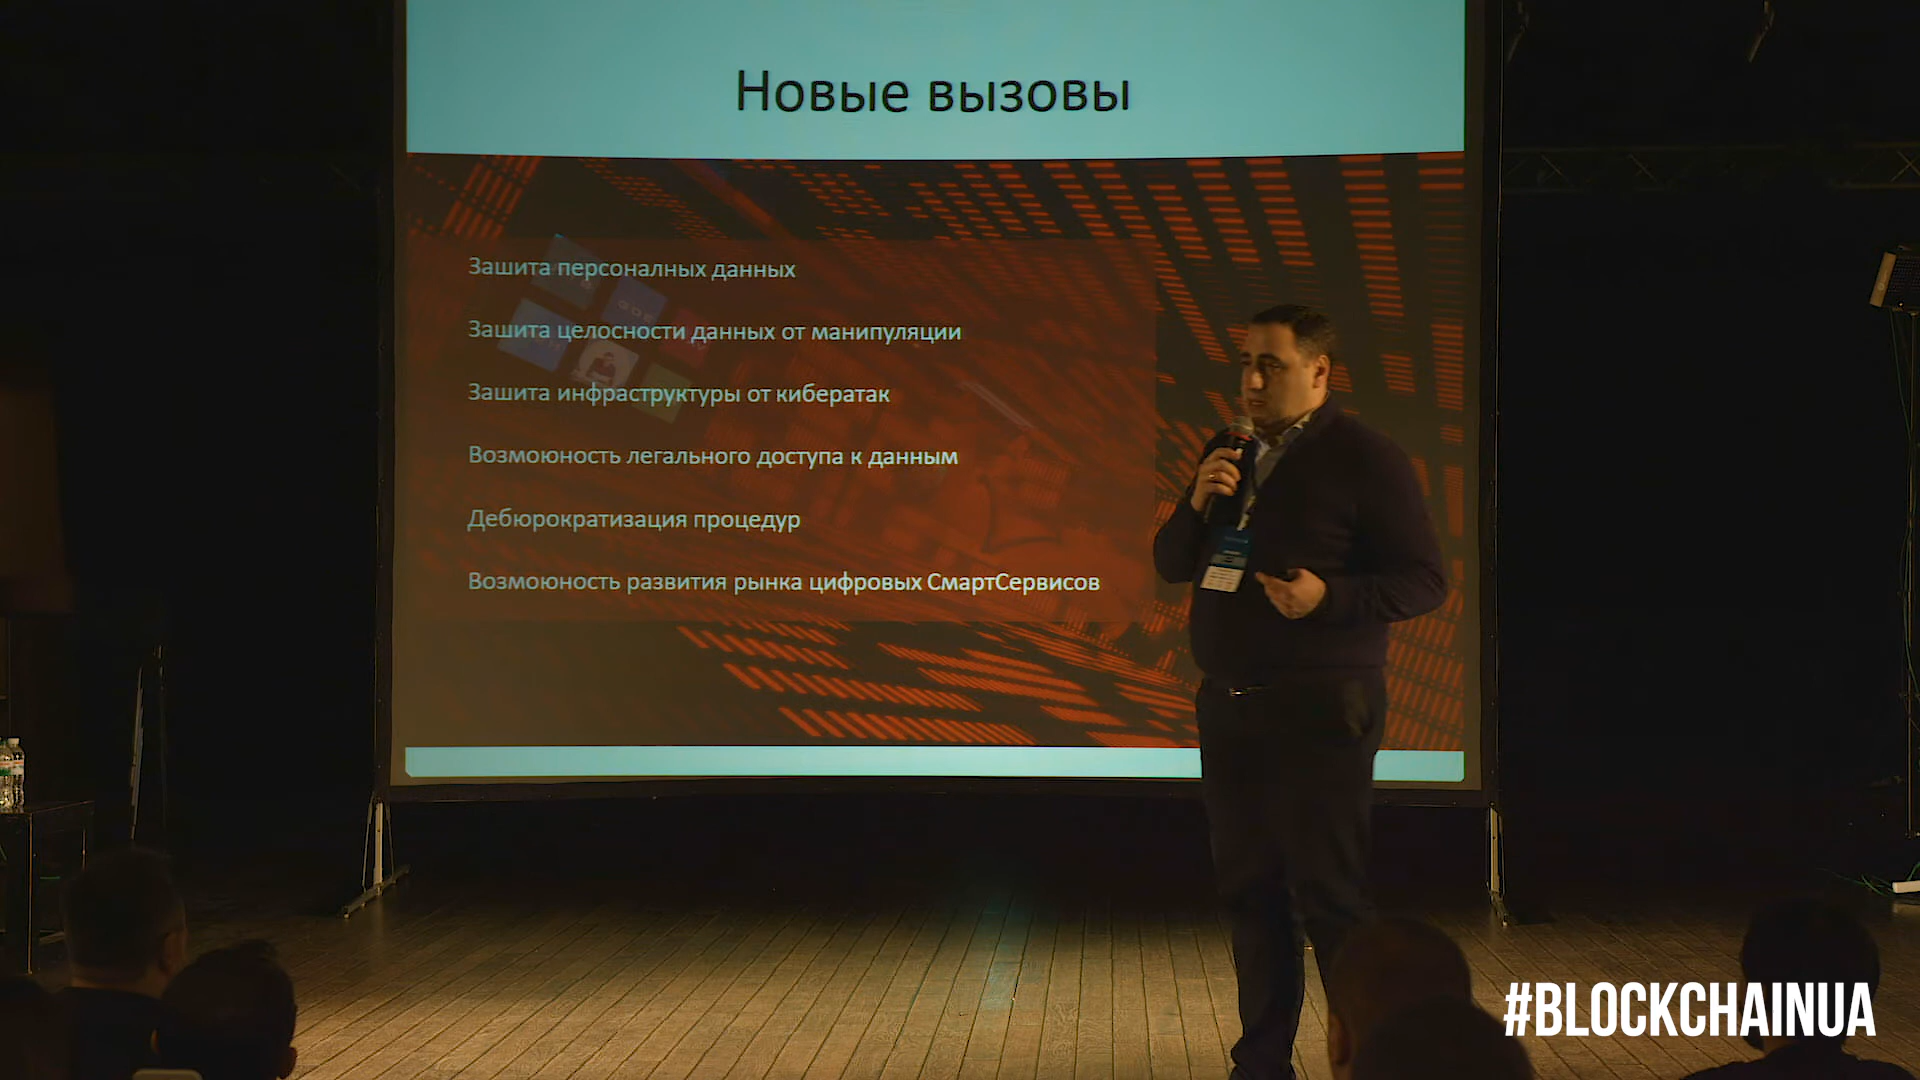 Новые вызовы
Зашита персоналных данных
Зашита целосности данных от манипуляции
Зашита инфраструктуры от кибератак
Возмоюность легального доступа к данным
Дебюрократизация процедур
Возмоюность развития рынка цифровых СмартСервисов
#BLOCKCHAINUA